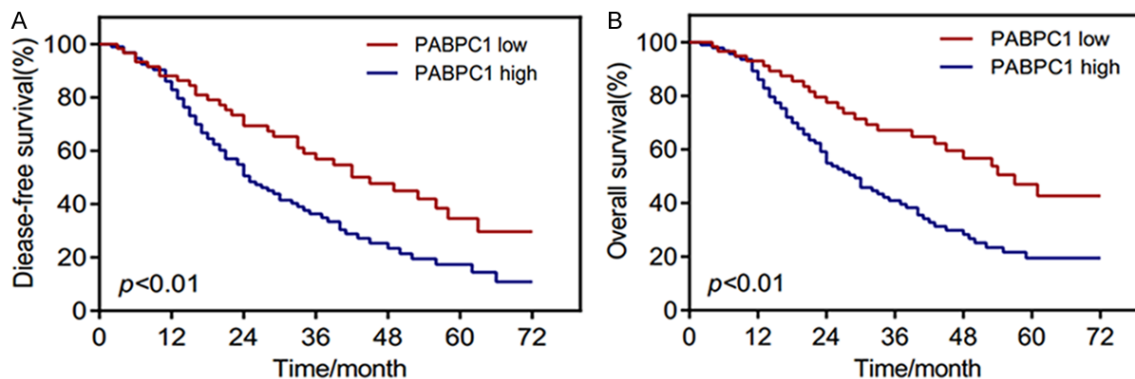 A
Diease-free survival(%)
100
80
60
40
20
0
PABPC1 low
PABPC1 high
p<0.01
0 12 24 36 48 60 72
Time/month
B
Overall survival(%)
100
80
60
40
20
0
PABPC1 low
PABPC1 high
p<0.01
0 12 24 36 48 60 72
Time/month